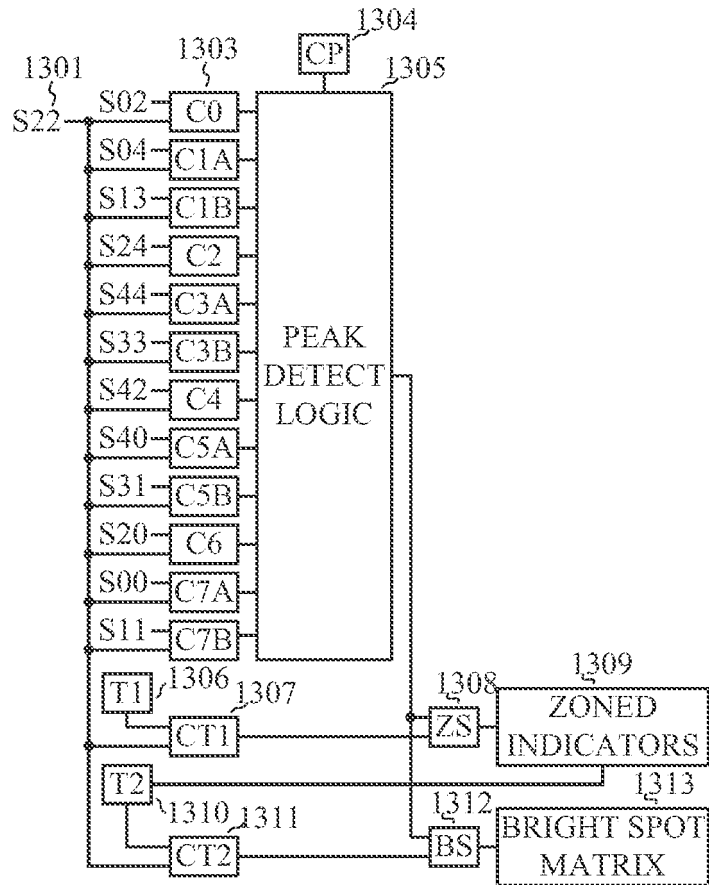 1304
1303
CP
1301
1305
S02
C0
S22
S04
C1A
S13
C1B
S24
C2
S44
C3A
S33
C3B
PEAK
DETECT
LOGIC
S42
C4
S40
C5A
S31
C5B
S20
C6
S00
C7A
S11
C7B
1306
1307
1308
1309
T1
ZS
ZONED
INDICATORS
CT1
T2
1310
1311
1312
1313
CT2
BS
BRIGHT SPOT
MATRIX